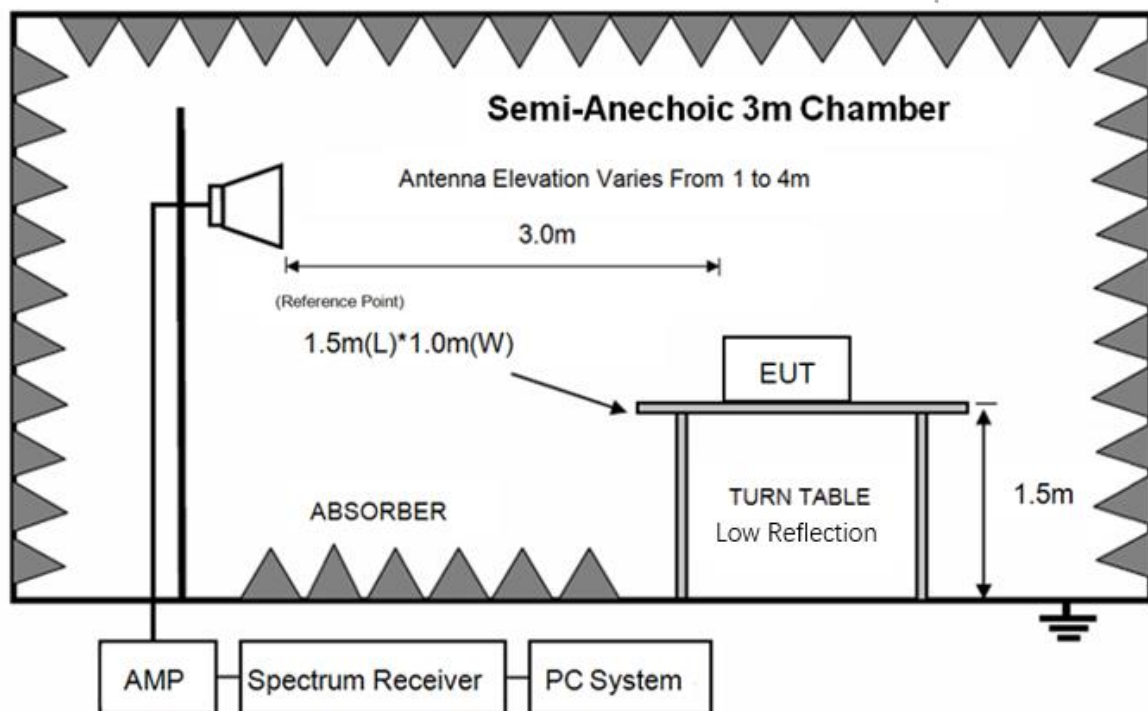 Semi-Anechoic 3m Chamber
Antenna Elevation Varies From 1 to 4m
3.0m
(Reference Point)
1.5m(L)*1.0m(W)
EUT
1.5m
ABSORBER
TURN TABLE
Low Reflection
AMP
Spectrum Receiver
PC System